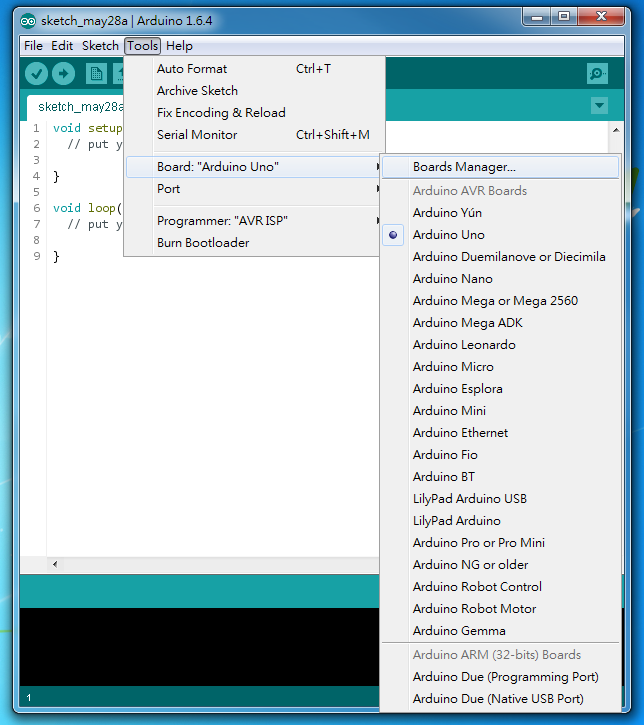 sketch_may28a | Arduino 1.6.4
File Edit Sketch Tools Help
sketch_may28a
1 void setup
2 // put y
3
4 }
5
6 void loop(
7 // put y
8
9 }
Auto Format Ctrl+T
Archive Sketch
Fix Encoding & Reload
Serial Monitor Ctrl+Shift+M
Board: "Arduino Uno"
Port
Programmer: "AVR ISP"
Burn Bootloader
Boards Manager...
Arduino AVR Boards
Arduino Yún
Arduino Uno
Arduino Duemilanove or Diecimila
Arduino Nano
Arduino Mega or Mega 2560
Arduino Mega ADK
Arduino Leonardo
Arduino Micro
Arduino Esplora
Arduino Mini
Arduino Ethernet
Arduino Fio
Arduino BT
LilyPad Arduino USB
LilyPad Arduino
Arduino Pro or Pro Mini
Arduino NG or older
Arduino Robot Control
Arduino Robot Motor
Arduino Gemma
Arduino ARM (32-bits) Boards
Arduino Due (Programming Port)
Arduino Due (Native USB Port)
1